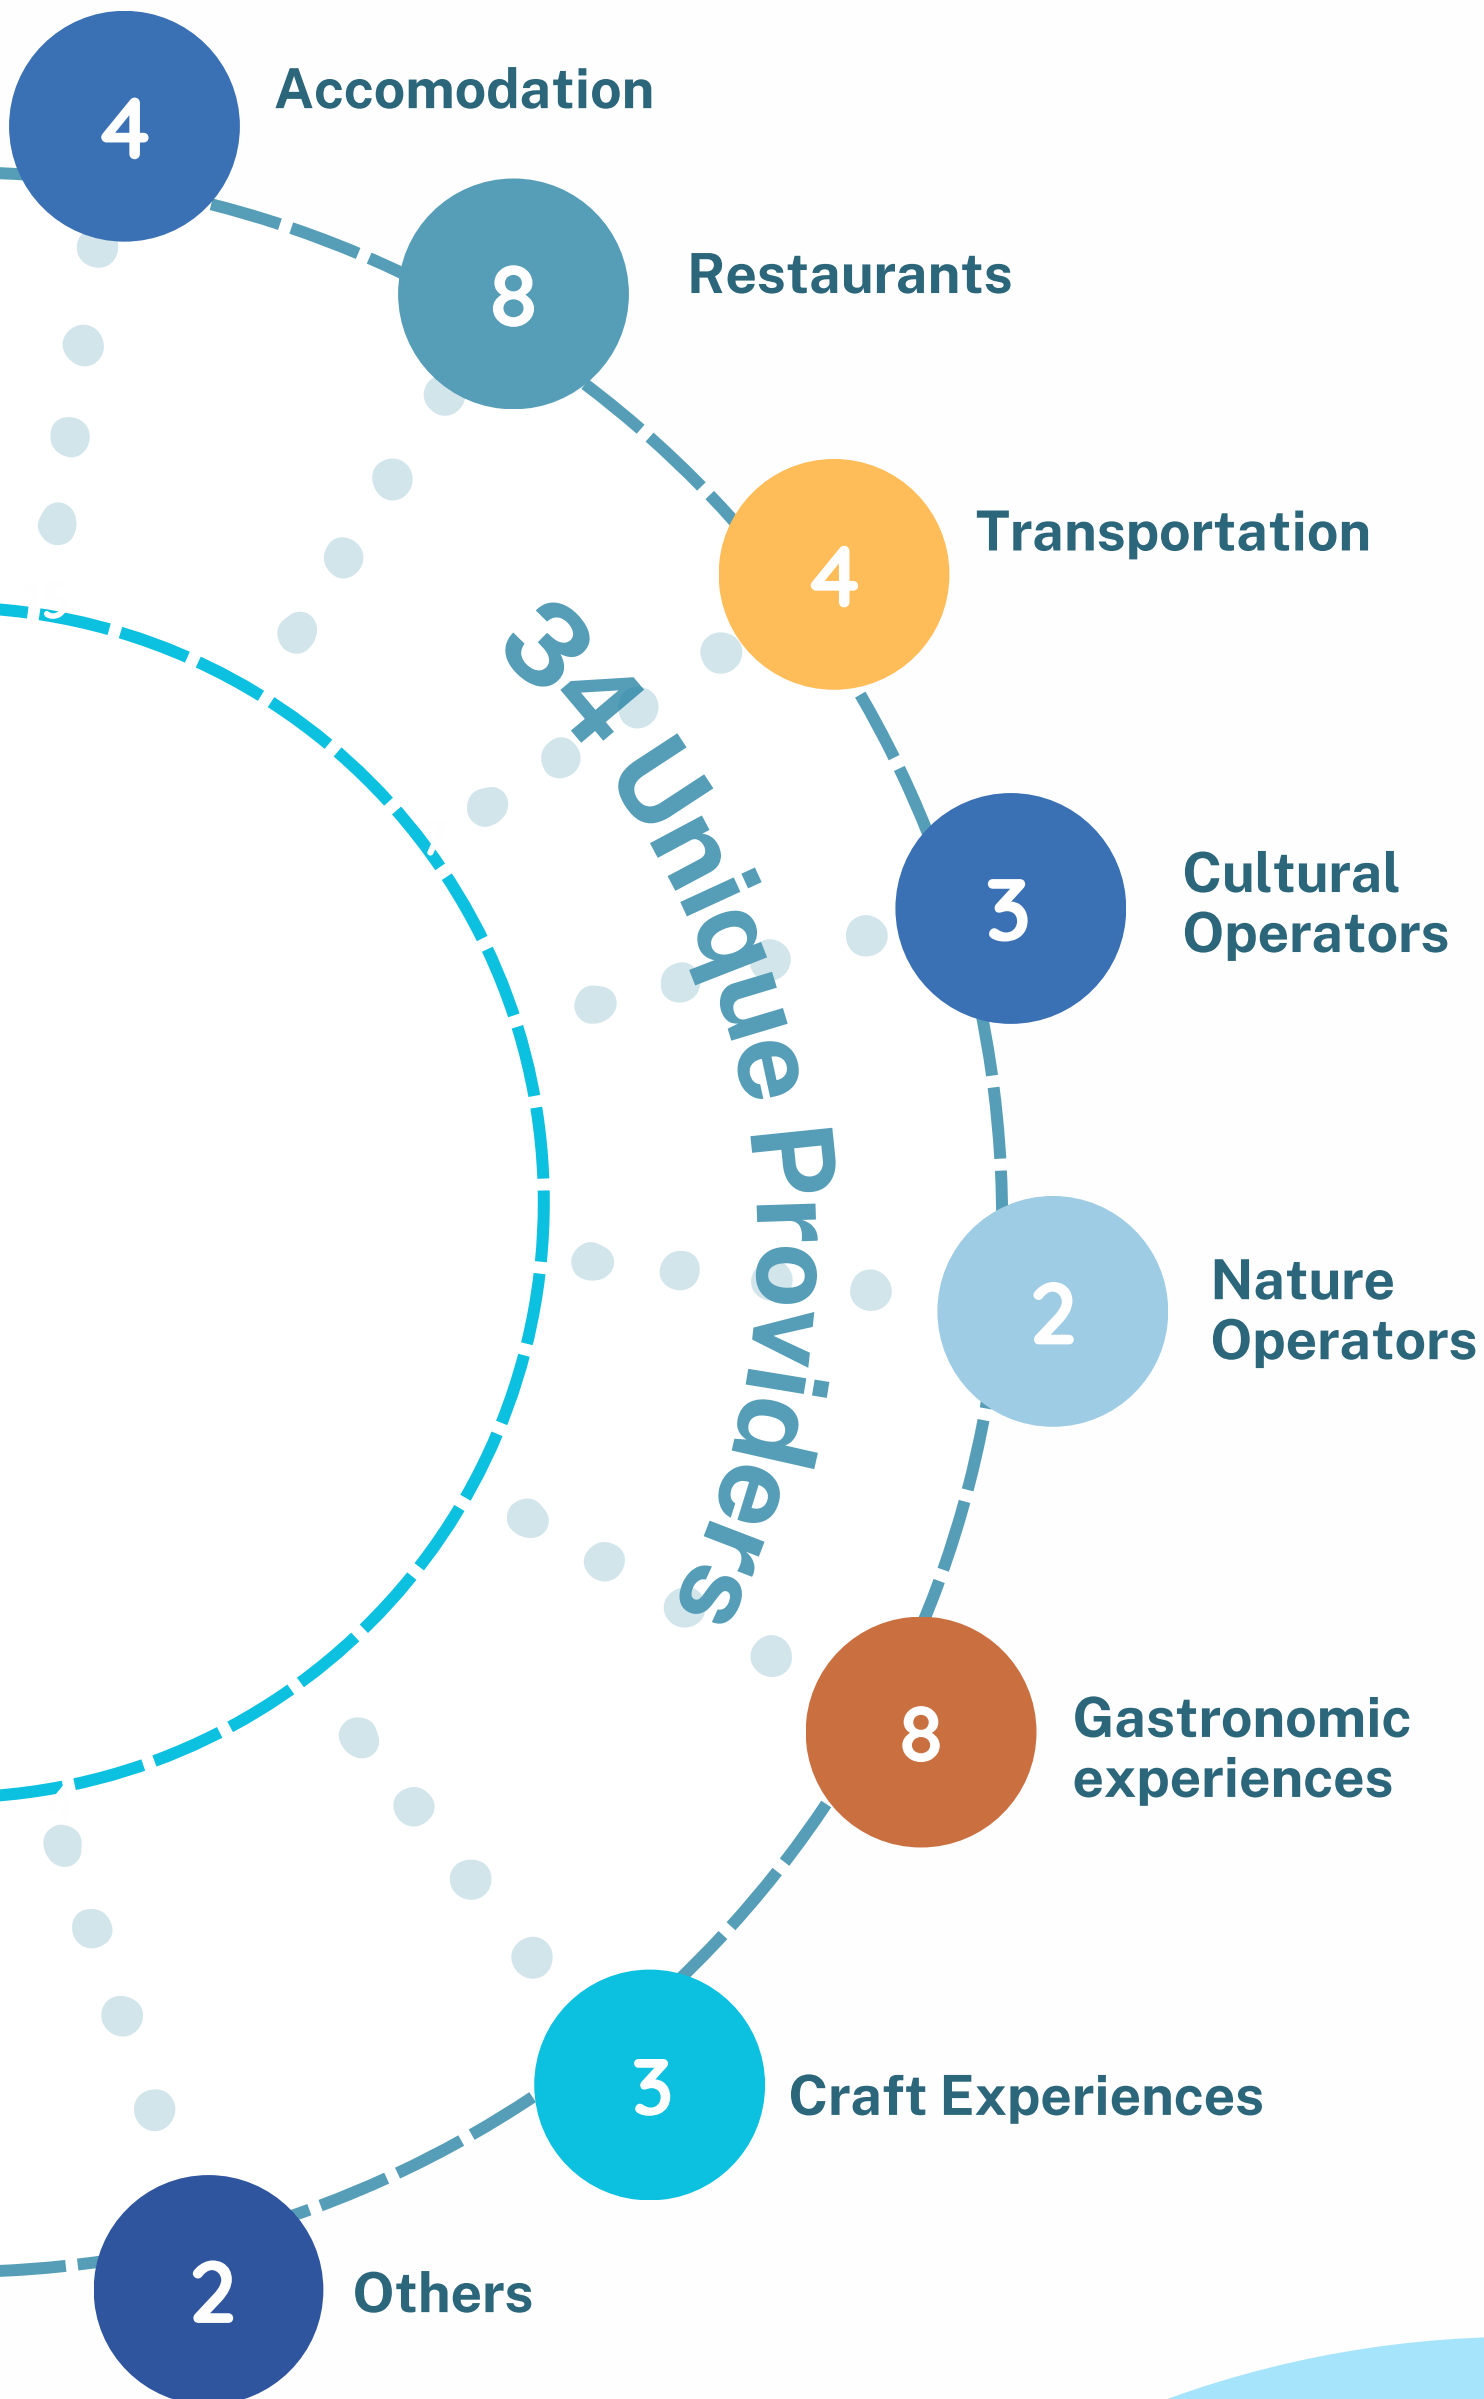 4
Accomodation
8
Restaurants
4
Transportation
34 Unique Providers
3
Cultural
Operators
2
Nature
Operators
8
Gastronomic
experiences
3
Craft Experiences
2
Others